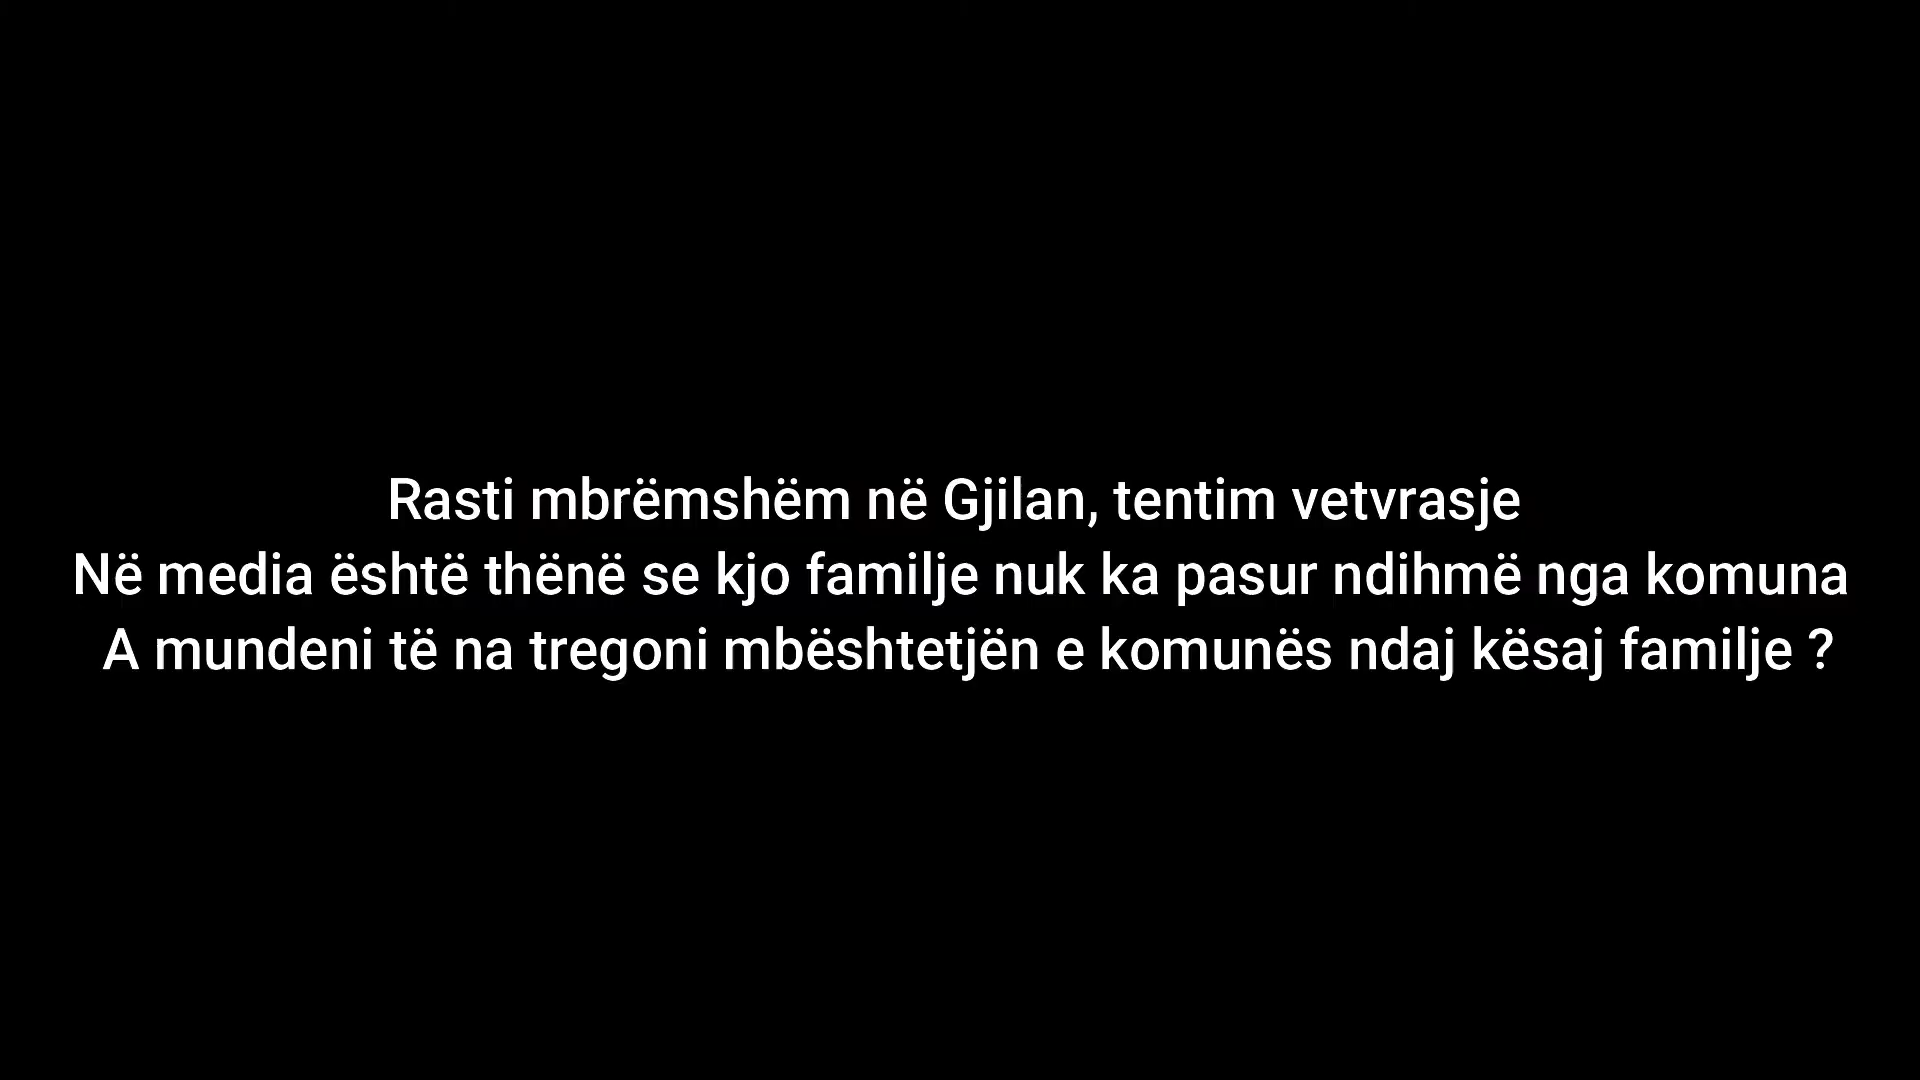 Rasti mbrëmshëm në Gjilan, tentim vetvrasje
Në media është thënë se kjo familje nuk ka pasur ndihmë nga komuna
A mundeni të na tregoni mbështetjën e komunës ndaj kësaj familje ?